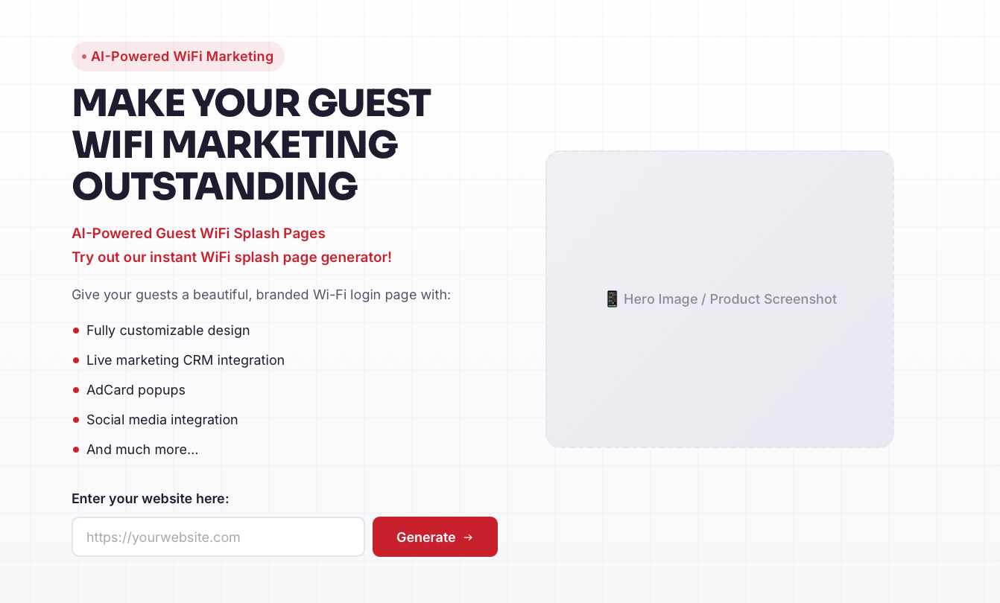 AI-Powered WiFi Marketing
MAKE YOUR GUEST
WIFI MARKETING
OUTSTANDING
AI-Powered Guest WiFi Splash Pages
Try out our instant WiFi splash page generator!
Give your guests a beautiful, branded Wi-Fi login page with:
Fully customizable design
Live marketing CRM integration
AdCard popups
Social media integration
And much more...
Enter your website here:
https://yourwebsite.com
Generate →
📱 Hero Image / Product Screenshot